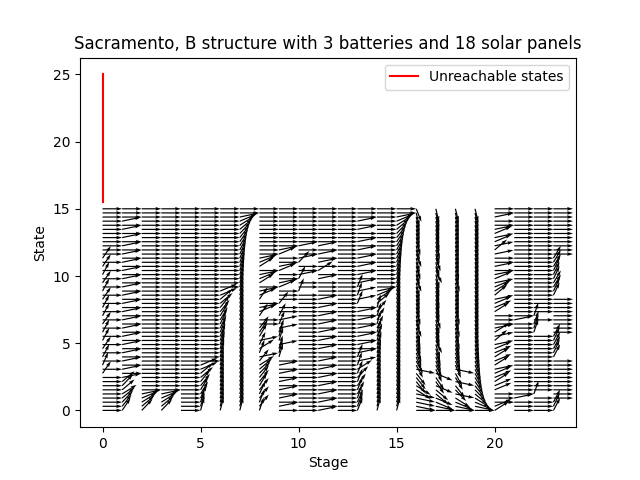 Sacramento, B structure with 3 batteries and 18 solar panels
Unreachable states
25
20
15
10
5
0
State
0 5 10 15 20
Stage